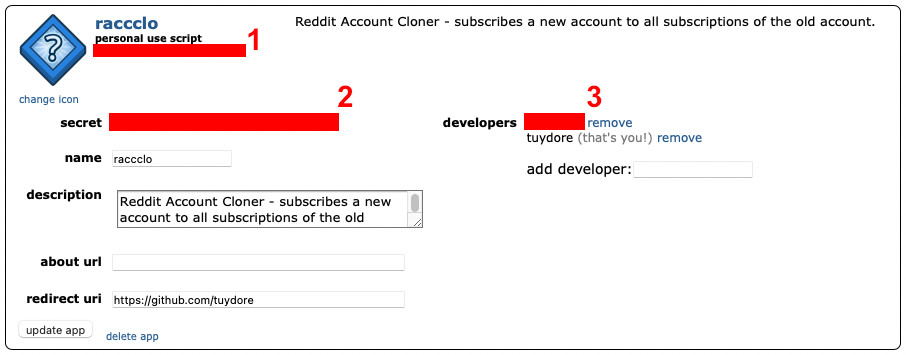 raccclo
Reddit Account Cloner - subscribes a new account to all subscriptions of the old account.
personal use script
1
?
change icon
2
3
secret
developers
remove
tuydore (that's you!) remove
name
raccclo
add developer:
description
Reddit Account Cloner - subscribes a new
account to all subscriptions of the old
about url
redirect uri
https://github.com/tuydore
update app
delete app